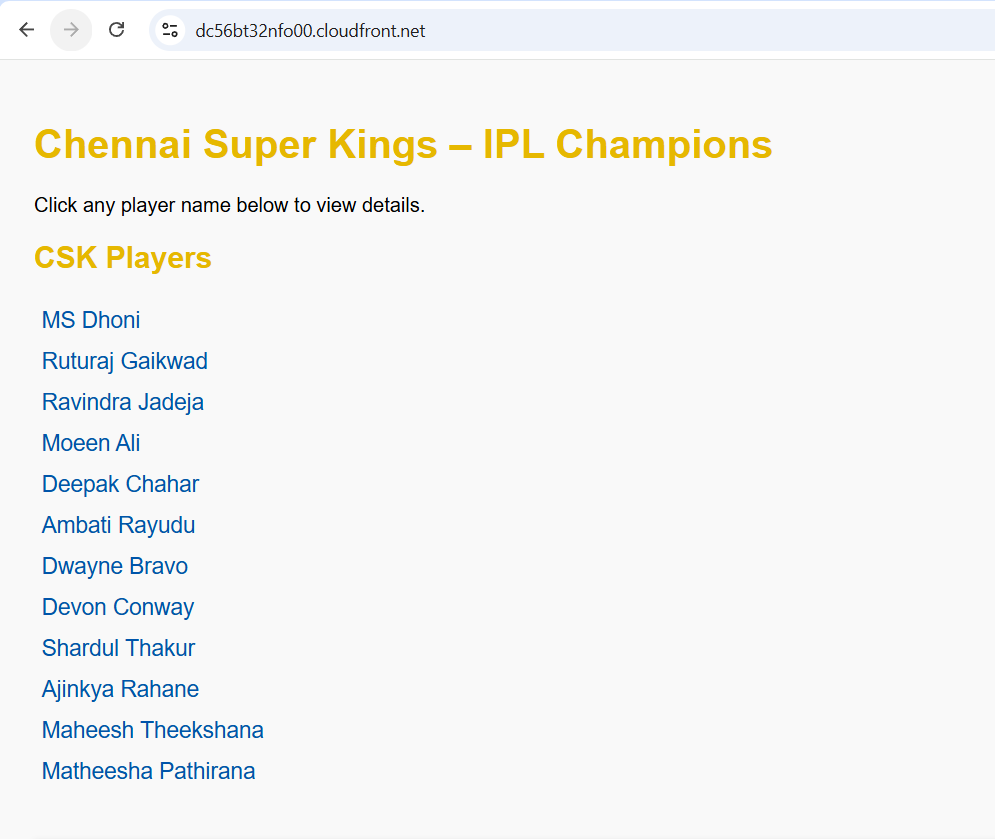 dc56bt32nfo00.cloudfront.net
Chennai Super Kings – IPL Champions
Click any player name below to view details.
CSK Players
MS Dhoni
Ruturaj Gaikwad
Ravindra Jadeja
Moeen Ali
Deepak Chahar
Ambati Rayudu
Dwayne Bravo
Devon Conway
Shardul Thakur
Ajinkya Rahane
Maheesh Theekshana
Matheesha Pathirana